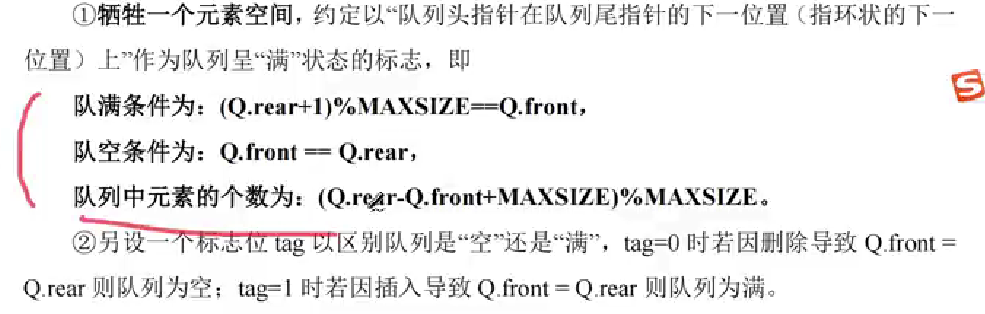 ①牺牲一个元素空间，约定以“队列头指针在队列尾指针的下一位置（指环状的下一
位置）上”作为队列呈“满”状态的标志，即
队满条件为：(Q.rear+1)%MAXSIZE==Q.front，
队空条件为：Q.front == Q.rear，
队列中元素的个数为：(Q.rear-Q.front+MAXSIZE)%MAXSIZE。
②另设一个标志位 tag 以区别队列是“空”还是“满”，tag=0 时若因删除导致 Q.front =
Q.rear 则队列为空；tag=1 时若因插入导致 Q.front = Q.rear 则队列为满。